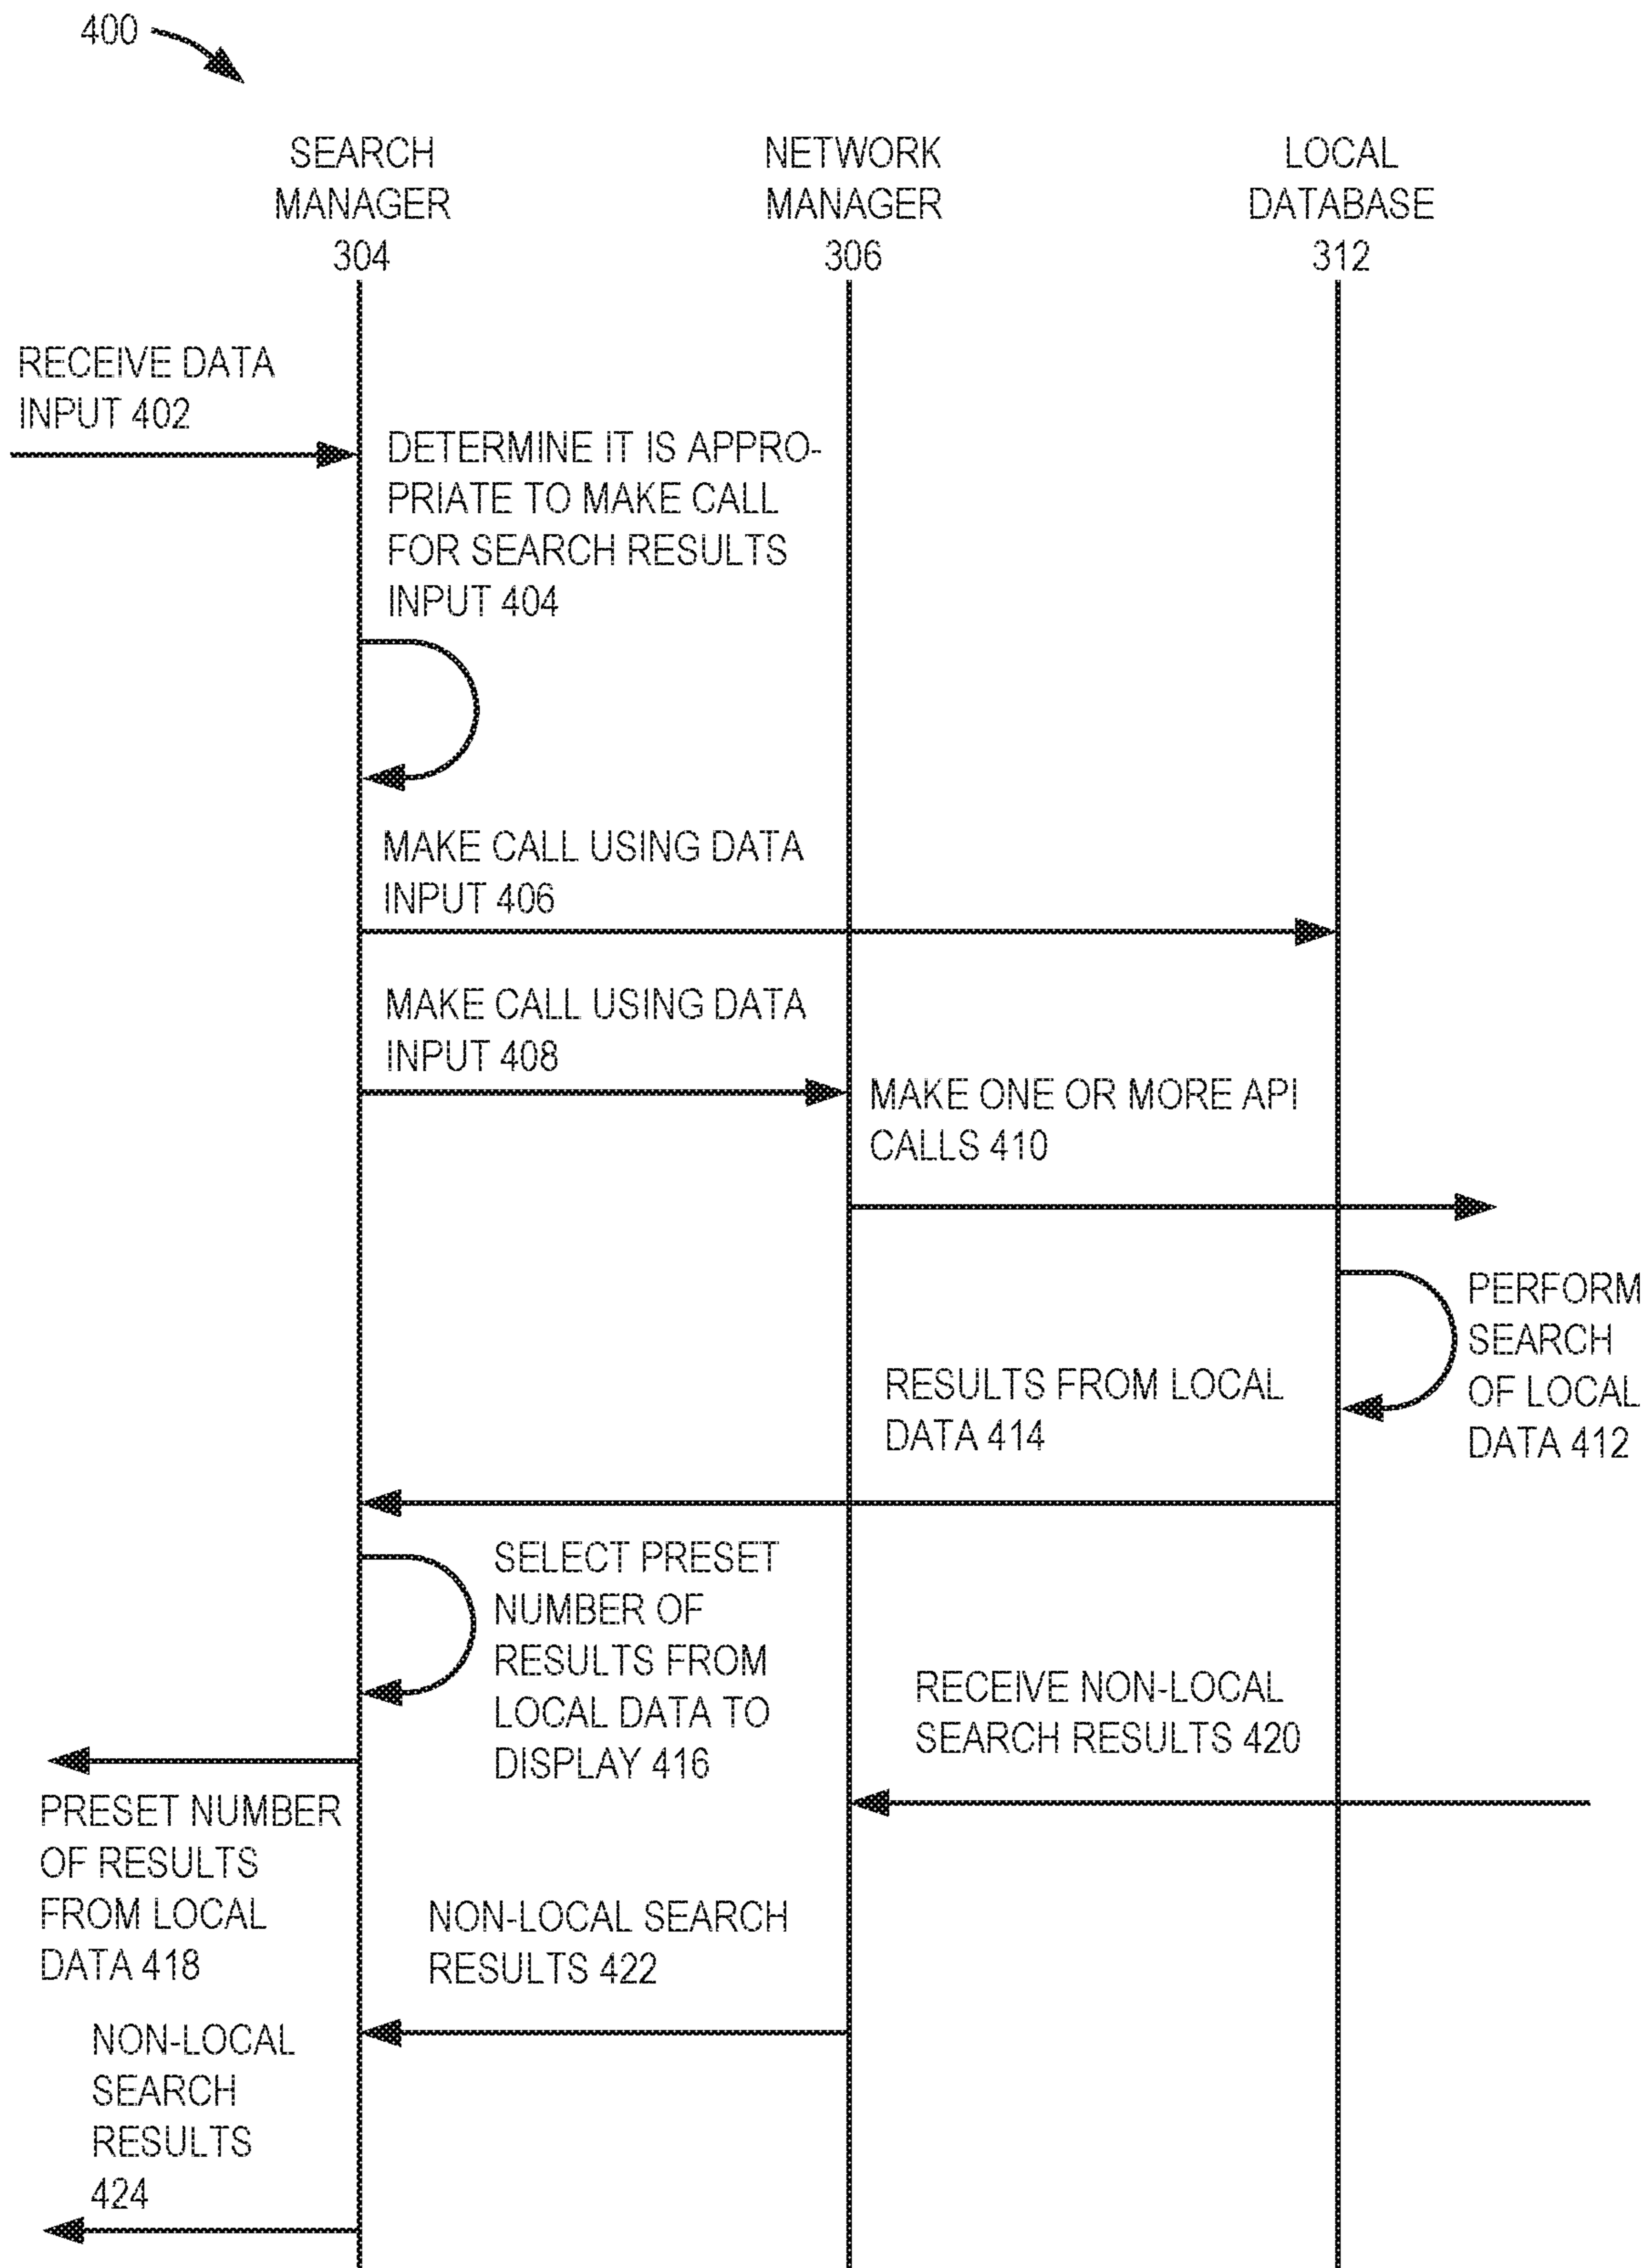 400
SEARCH
MANAGER
304
NETWORK
MANAGER
306
LOCAL
DATABASE
312
RECEIVE DATA
INPUT 402
DETERMINE IT IS APPRO-
PRIATE TO MAKE CALL
FOR SEARCH RESULTS
INPUT 404
MAKE CALL USING DATA
INPUT 406
MAKE CALL USING DATA
INPUT 408
MAKE ONE OR MORE API
CALLS 410
PERFORM
SEARCH
OF LOCAL
DATA 412
RESULTS FROM LOCAL
DATA 414
SELECT PRESET
NUMBER OF
RESULTS FROM
LOCAL DATA TO
DISPLAY 416
PRESET NUMBER
OF RESULTS
FROM LOCAL
DATA 418
RECEIVE NON-LOCAL
SEARCH RESULTS 420
NON-LOCAL SEARCH
RESULTS 422
NON-LOCAL
SEARCH
RESULTS
424